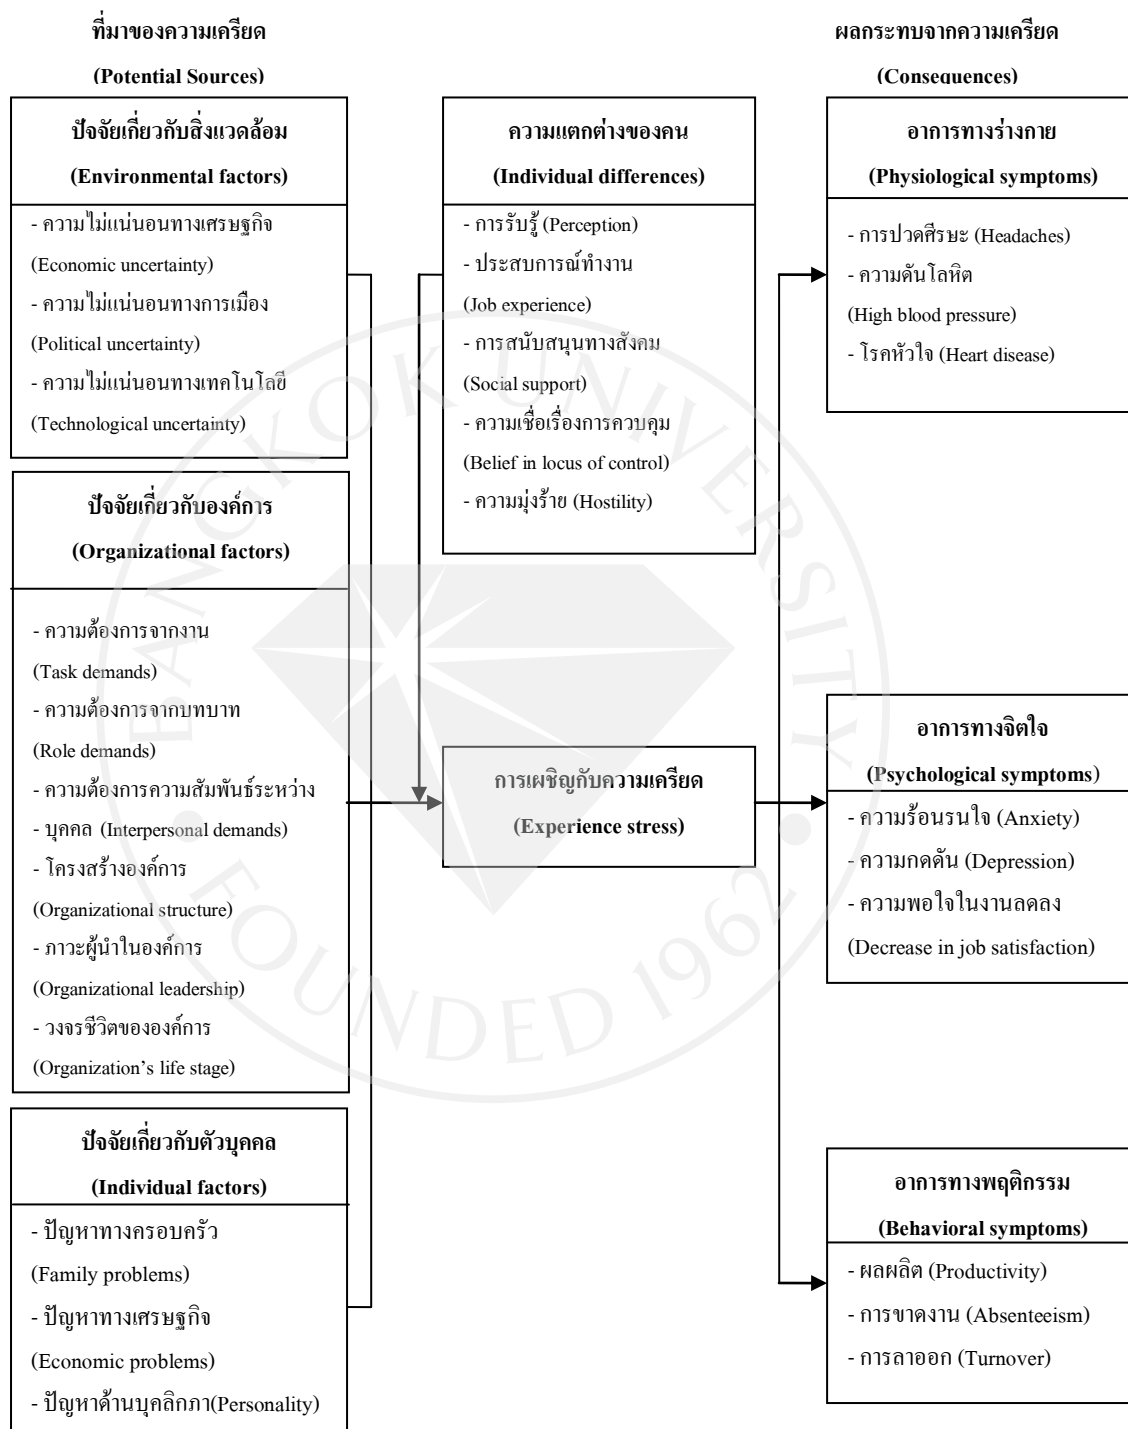 ที่มาของความเครียด
(Potential Sources)
ปัจจัยเกี่ยวกับสิ่งแวดล้อม
(Environmental factors)
- ความไม่แน่นอนทางเศรษฐกิจ
(Economic uncertainty)
- ความไม่แน่นอนทางการเมือง
(Political uncertainty)
- ความไม่แน่นอนทางเทคโนโลยี
(Technological uncertainty)
ปัจจัยเกี่ยวกับองค์การ
(Organizational factors)
- ความต้องการจากงาน
(Task demands)
- ความต้องการจากบทบาท
(Role demands)
- ความต้องการความสัมพันธ์ระหว่าง
- บุคคล (Interpersonal demands)
- โครงสร้างองค์การ
(Organizational structure)
- ภาวะผู้นำในองค์การ
(Organizational leadership)
- วงจรชีวิตขององค์การ
(Organization’s life stage)
ปัจจัยเกี่ยวกับตัวบุคคล
(Individual factors)
- ปัญหาทางครอบครัว
(Family problems)
- ปัญหาทางเศรษฐกิจ
(Economic problems)
- ปัญหาด้านบุคลิกภา(Personality)
ความแตกต่างของคน
(Individual differences)
- การรับรู้ (Perception)
- ประสบการณ์ทำงาน
(Job experience)
- การสนับสนุนทางสังคม
(Social support)
- ความเชื่อเรื่องการควบคุม
(Belief in locus of control)
- ความมุ่งร้าย (Hostility)
การเผชิญกับความเครียด
(Experience stress)
ผลกระทบจากความเครียด
(Consequences)
อาการทางร่างกาย
(Physiological symptoms)
- การปวดศีรษะ (Headaches)
- ความดันโลหิต
(High blood pressure)
- โรคหัวใจ (Heart disease)
อาการทางจิตใจ
(Psychological symptoms)
- ความร้อนรนใจ (Anxiety)
- ความกดดัน (Depression)
- ความพอใจในงานลดลง
(Decrease in job satisfaction)
อาการทางพฤติกรรม
(Behavioral symptoms)
- ผลผลิต (Productivity)
- การขาดงาน (Absenteeism)
- การลาออก (Turnover)
BANGKOK UNIVERSITY
FOUNDED 1962